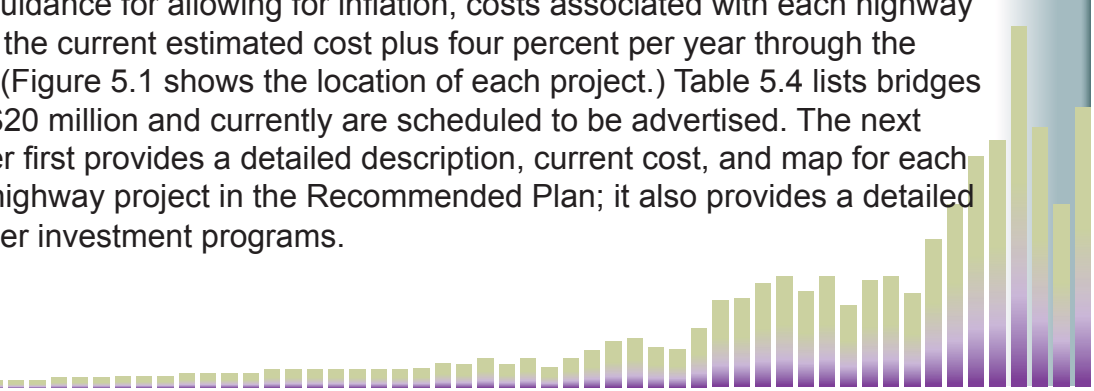 for allowing for inflation, costs associated with each highway
the current estimated cost plus four percent per year through the
(Figure 5.1 shows the location of each project.) Table 5.4 lists bridges
$20 million and currently are scheduled to be advertised. The next
first provides a detailed description, current cost, and map for each
highway project in the Recommended Plan; it also provides a detailed
investment programs.